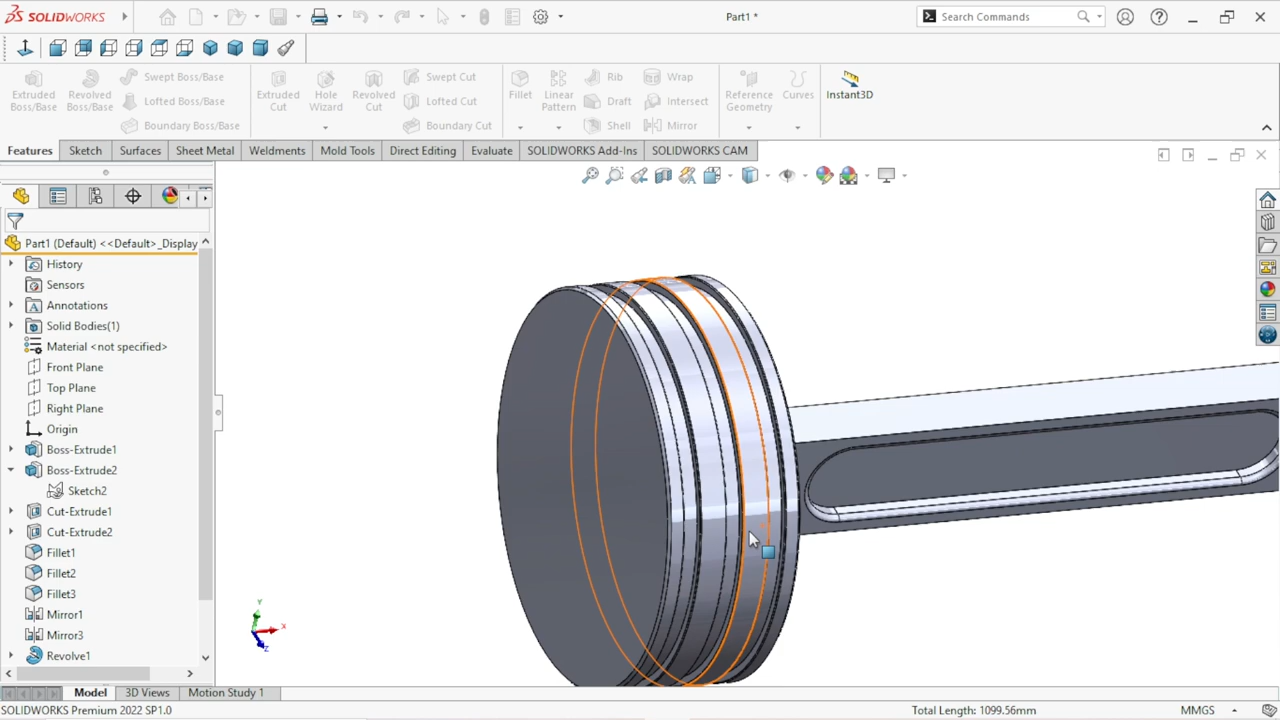 SOLIDWORKS
Part1 *
Search Commands
Extruded Boss/Base
Revolved Boss/Base
Swept Boss/Base
Lofted Boss/Base
Boundary Boss/Base
Extruded Cut
Hole Wizard
Revolved Cut
Swept Cut
Lofted Cut
Boundary Cut
Fillet
Linear Pattern
Rib
Draft
Shell
Wrap
Intersect
Mirror
Reference Geometry
Curves
Instant3D
Features
Sketch
Surfaces
Sheet Metal
Weldments
Mold Tools
Direct Editing
Evaluate
SOLIDWORKS Add-Ins
SOLIDWORKS CAM
Part1 (Default) <<Default>_Display
History
Sensors
Annotations
Solid Bodies(1)
Material <not specified>
Front Plane
Top Plane
Right Plane
Origin
Boss-Extrude1
Boss-Extrude2
Sketch2
Cut-Extrude1
Cut-Extrude2
Fillet1
Fillet2
Fillet3
Mirror1
Mirror3
Revolve1
Y
X
Z
Model
3D Views
Motion Study 1
SOLIDWORKS Premium 2022 SP1.0
Total Length: 1099.56mm
MMGS